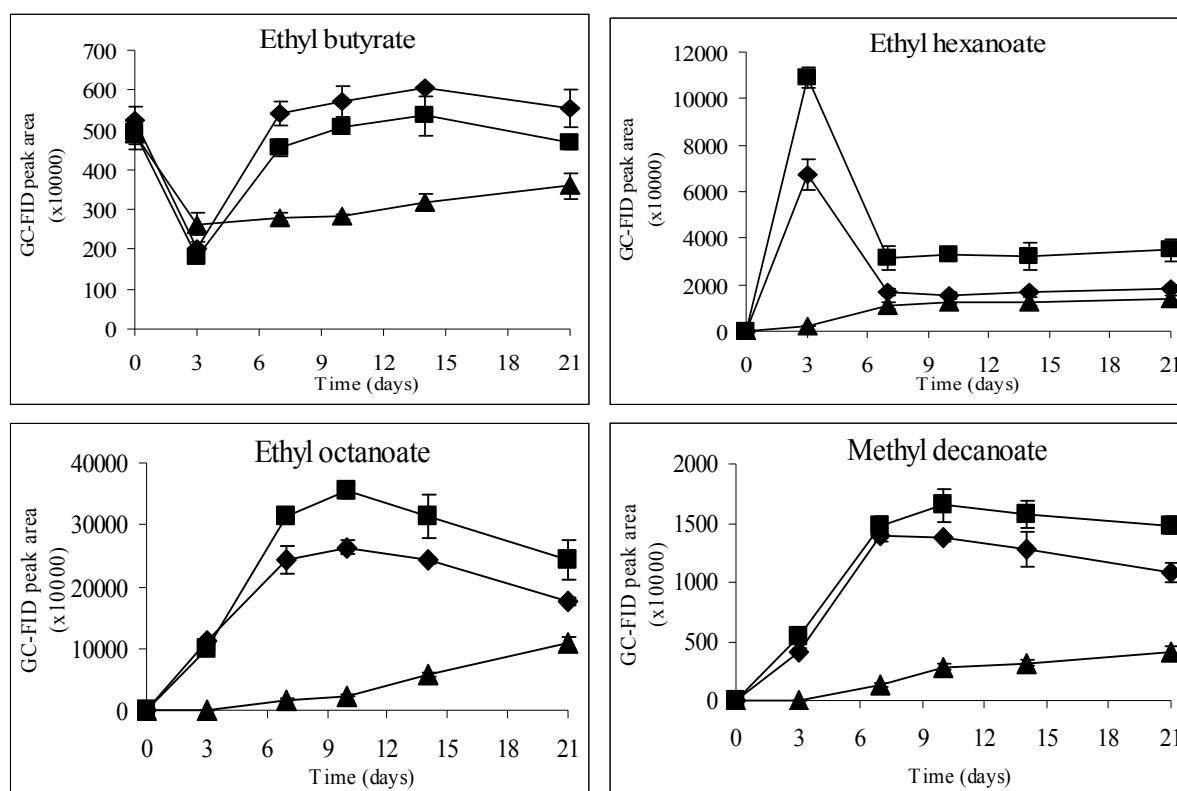 Ethyl butyrate
GC-FID peak area
(x10000)
700
600
500
400
300
200
100
0
0 3 6 9 12 15 18 21
Time (days)
Ethyl hexanoate
GC-FID peak area
(x10000)
12000
10000
8000
6000
4000
2000
0
0 3 6 9 12 15 18 21
Time (days)
Ethyl octanoate
GC-FID peak area
(x10000)
40000
30000
20000
10000
0
0 3 6 9 12 15 18 21
Time (days)
Methyl decanoate
GC-FID peak area
(x10000)
2000
1500
1000
500
0
0 3 6 9 12 15 18 21
Time (days)